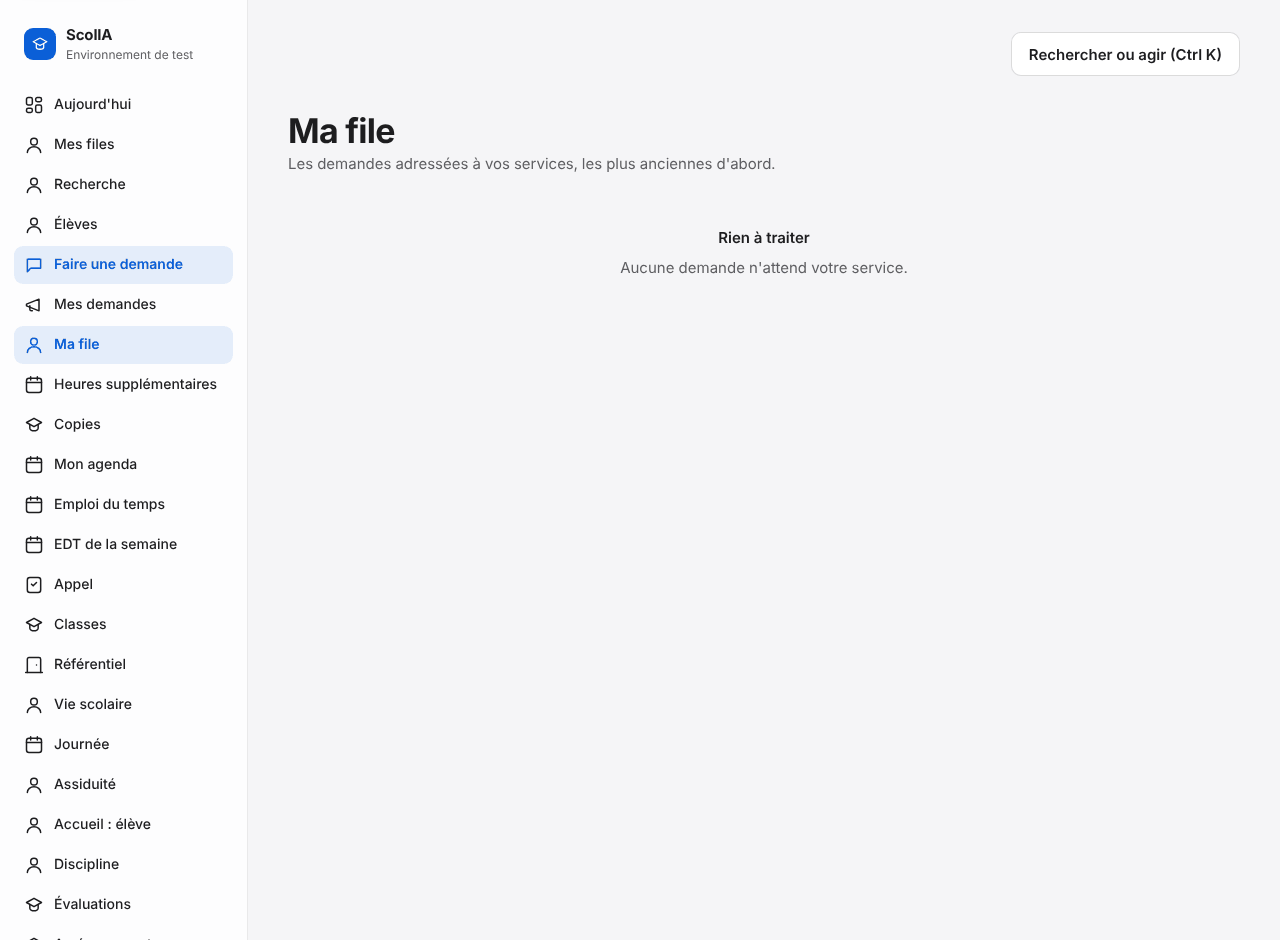 ScolIA
Environnement de test
Aujourd'hui
Mes files
Recherche
Élèves
Faire une demande
Mes demandes
Ma file
Heures supplémentaires
Copies
Mon agenda
Emploi du temps
EDT de la semaine
Appel
Classes
Référentiel
Vie scolaire
Journée
Assiduité
Accueil : élève
Discipline
Évaluations
Rechercher ou agir (Ctrl K)
Ma file
Les demandes adressées à vos services, les plus anciennes d'abord.
Rien à traiter
Aucune demande n'attend votre service.